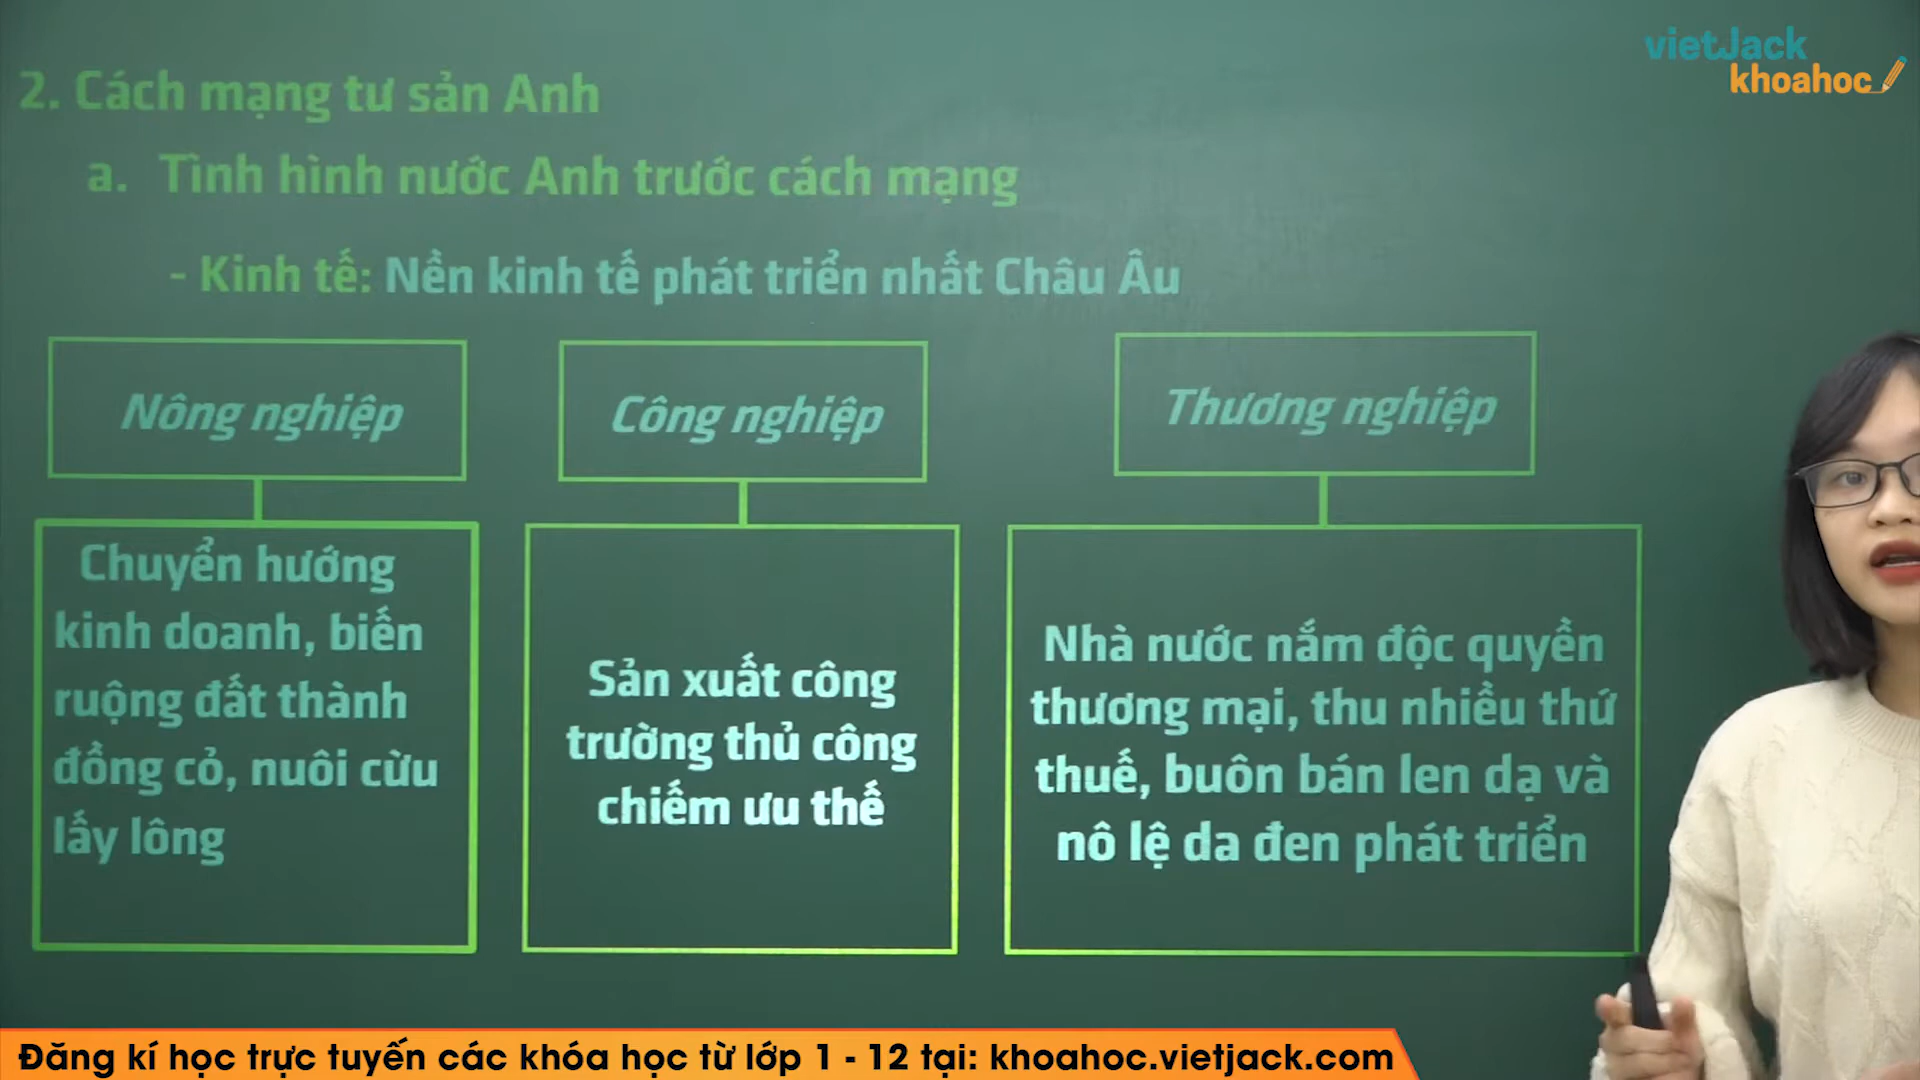 vietJack
khoahoc
2. Cách mạng tư sản Anh
a. Tình hình nước Anh trước cách mạng
- Kinh tế: Nền kinh tế phát triển nhất Châu Âu
Nông nghiệp
Chuyển hướng
kinh doanh, biến
ruộng đất thành
đồng cỏ, nuôi cừu
lấy lông
Công nghiệp
Sản xuất công
trường thủ công
chiếm ưu thế
Thương nghiệp
Nhà nước nắm độc quyền
thương mại, thu nhiều thứ
thuế, buôn bán len dạ và
nô lệ da đen phát triển
Đăng kí học trực tuyến các khóa học từ lớp 1 - 12 tại: khoahoc.vietjack.com